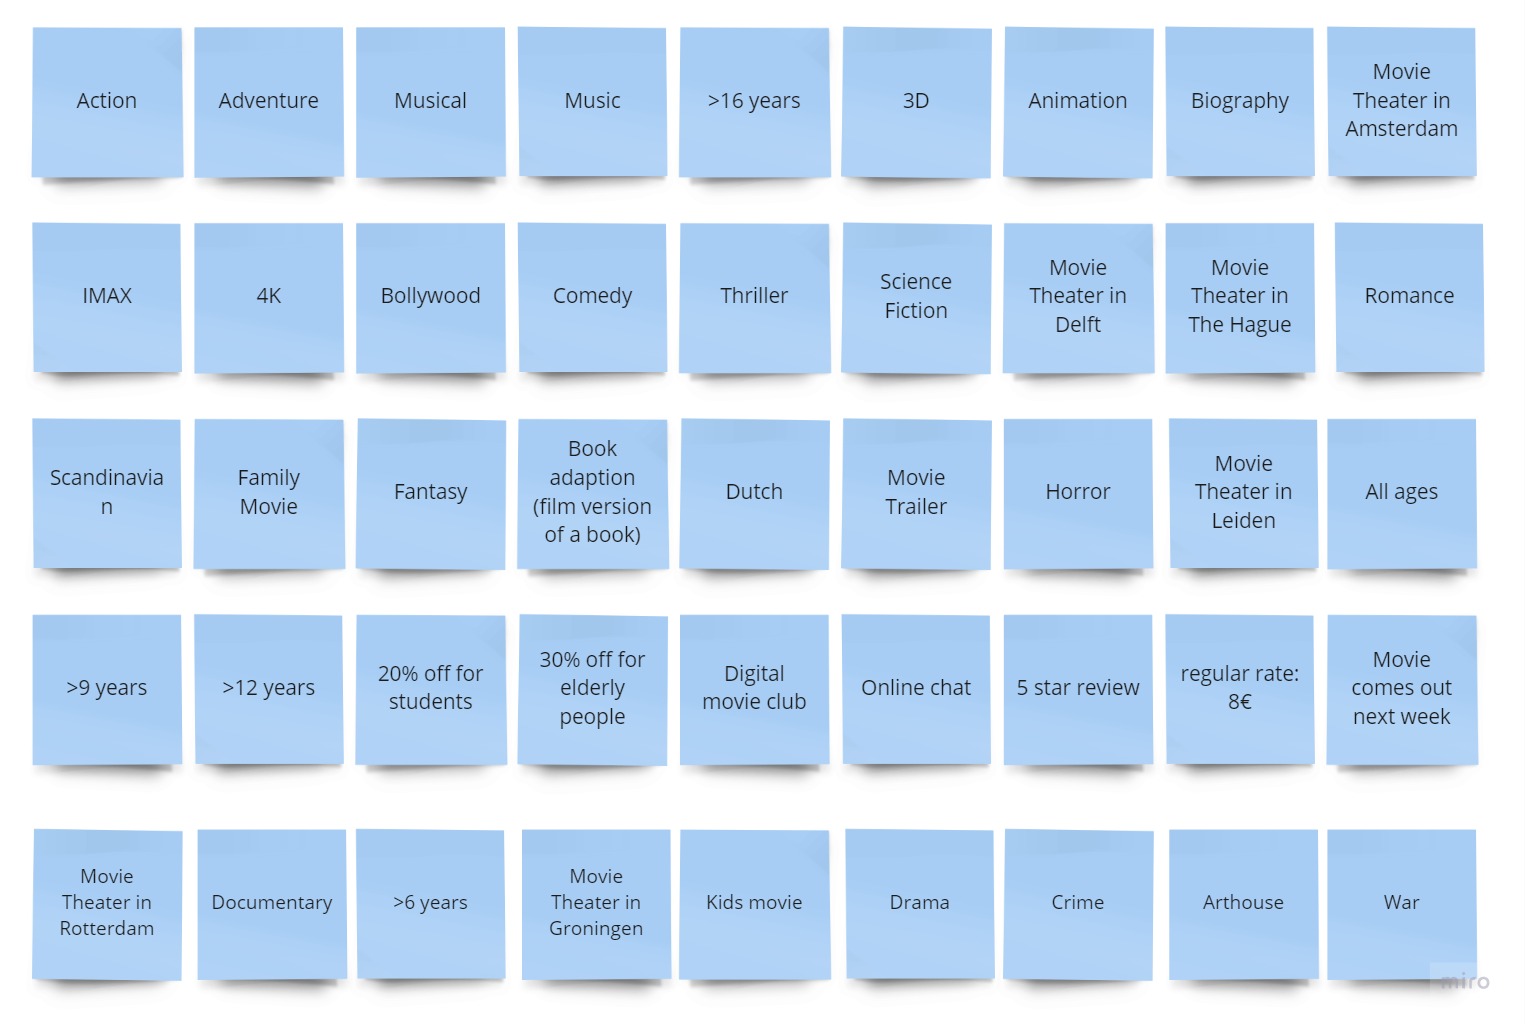 Action
Adventure
Musical
Music
>16 years
3D
Animation
Biography
Movie
Theater in
Amsterdam
IMAX
4K
Bollywood
Comedy
Thriller
Science
Fiction
Movie
Theater in
Delft
Movie
Theater in
The Hague
Romance
Scandinavia
n
Family
Movie
Fantasy
Book
adaption
(film version
of a book)
Dutch
Movie
Trailer
Horror
Movie
Theater in
Leiden
All ages
>9 years
>12 years
20% off for
students
30% off for
elderly
people
Digital
movie club
Online chat
5 star review
regular rate:
8€
Movie
comes out
next week
Movie
Theater in
Rotterdam
Documentary
>6 years
Movie
Theater in
Groningen
Kids movie
Drama
Crime
Arthouse
War
miro